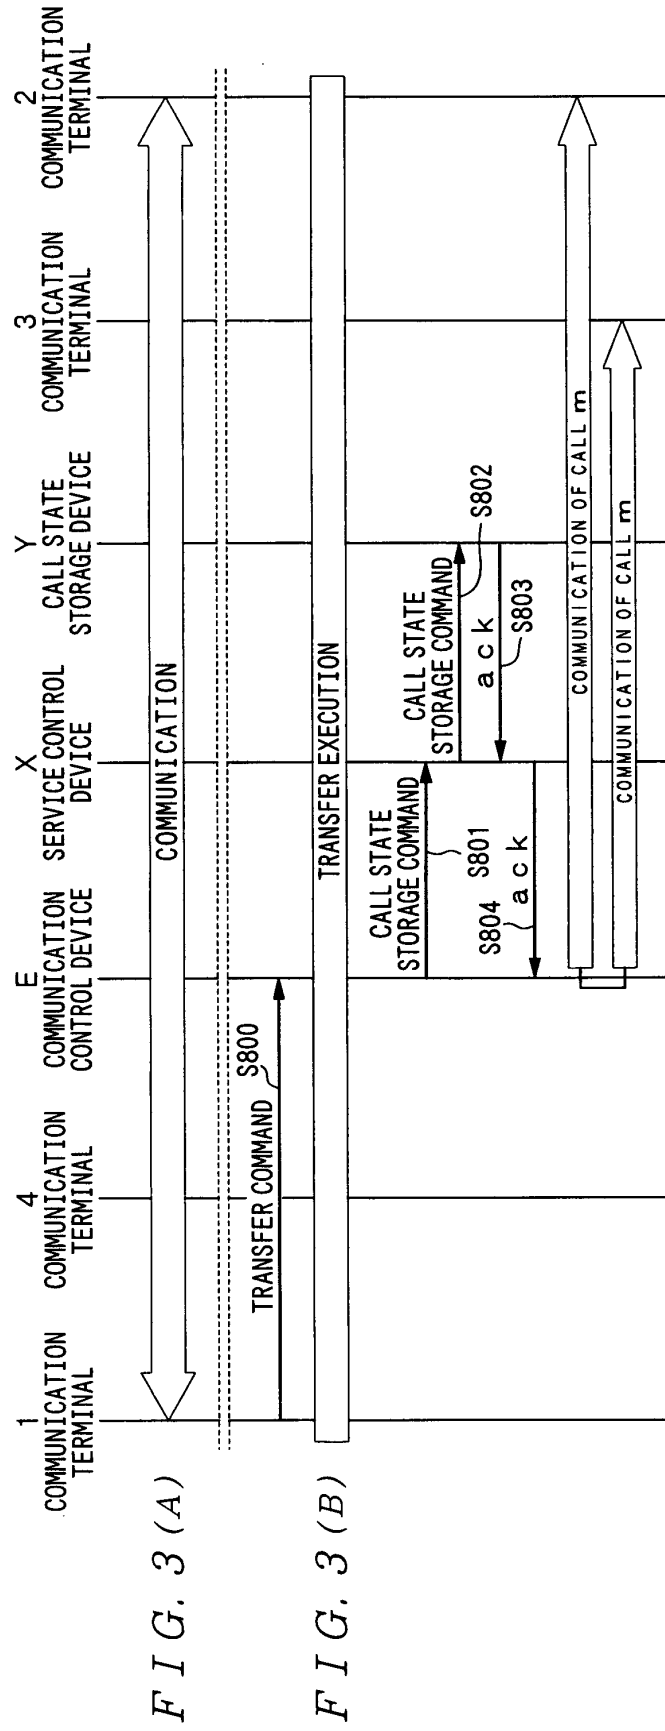 1
COMMUNICATION
TERMINAL
4
COMMUNICATION
TERMINAL
E
COMMUNICATION
CONTROL DEVICE
X
SERVICE CONTROL
DEVICE
Y
CALL STATE
STORAGE DEVICE
3
COMMUNICATION
TERMINAL
2
COMMUNICATION
TERMINAL
FIG. 3 (A)
COMMUNICATION
TRANSFER COMMAND
S800
FIG. 3 (B)
TRANSFER EXECUTION
CALL STATE
STORAGE COMMAND
S801
CALL STATE
STORAGE COMMAND
S802
ack
S803
S804
ack
COMMUNICATION OF CALL m
COMMUNICATION OF CALL m